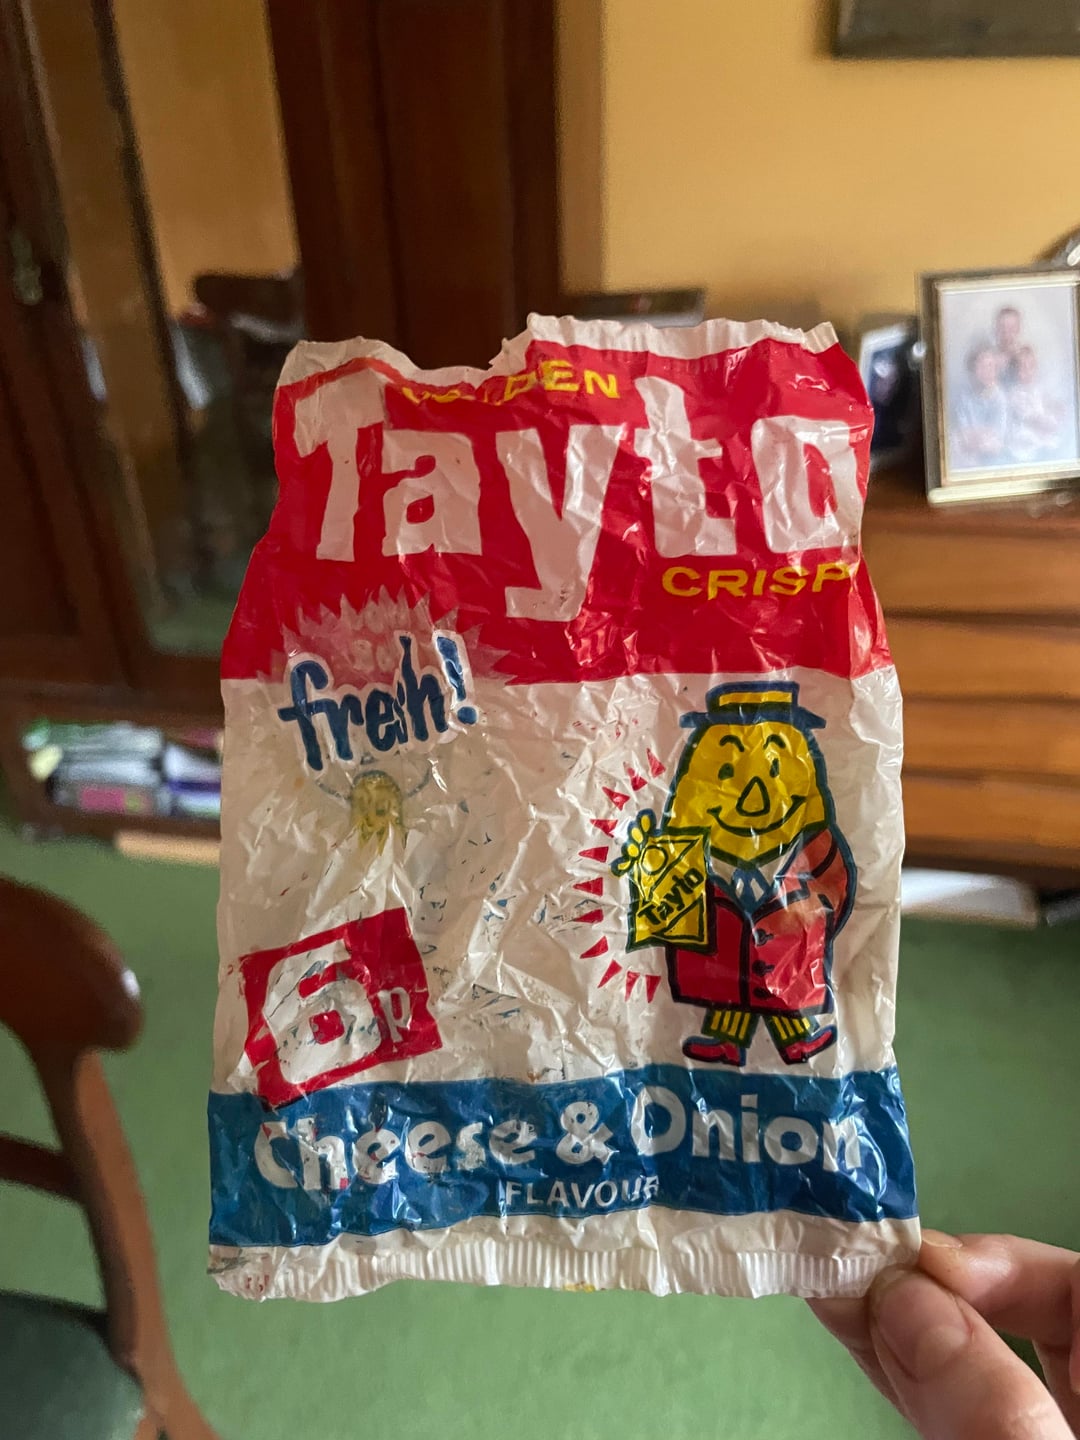 Tayto
CRISP
fresh!
Tayto
6p
Cheese & Onion
FLAVOUR